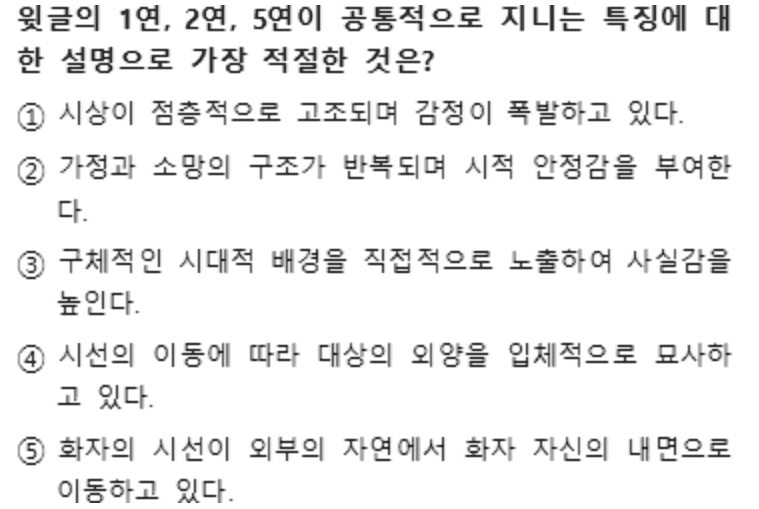 윗글의 1연, 2연, 5연이 공통적으로 지니는 특징에 대
한 설명으로 가장 적절한 것은?
① 시상이 점층적으로 고조되며 감정이 폭발하고 있다.
② 가정과 소망의 구조가 반복되며 시적 안정감을 부여한
다.
③ 구체적인 시대적 배경을 직접적으로 노출하여 사실감을
높인다.
④ 시선의 이동에 따라 대상의 외양을 입체적으로 묘사하
고 있다.
⑤ 화자의 시선이 외부의 자연에서 화자 자신의 내면으로
이동하고 있다.